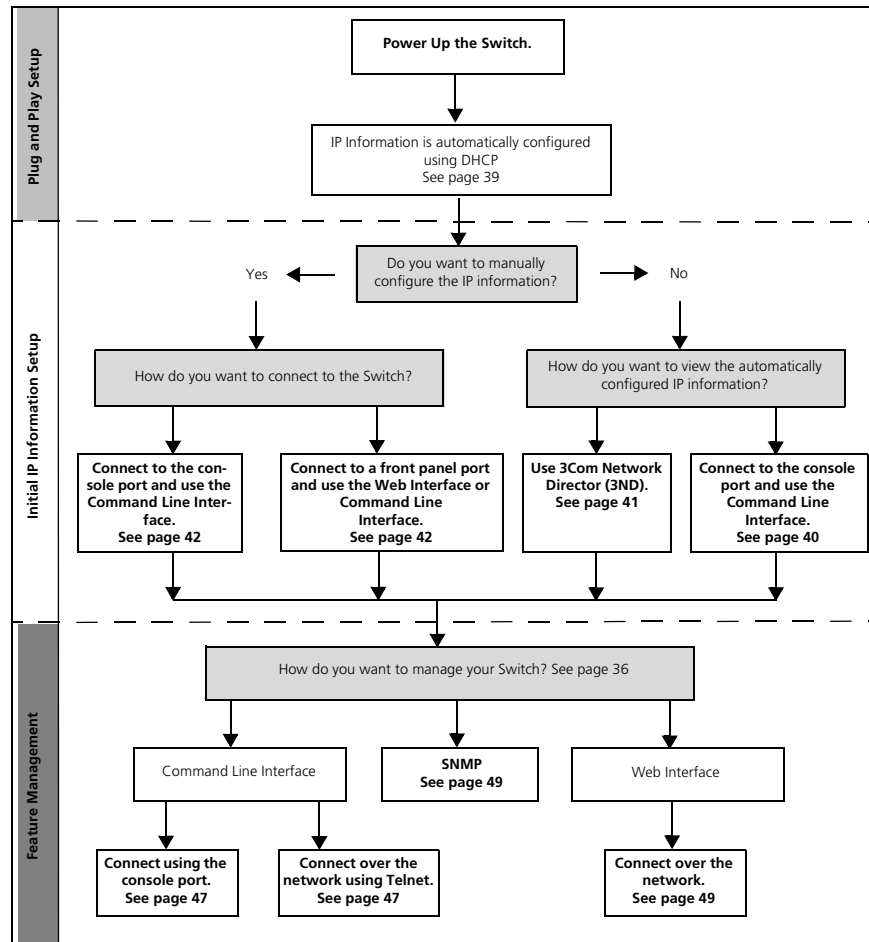 Plug and Play Setup
Power Up the Switch.
IP Information is automatically configured
using DHCP
See page 39
Initial IP Information Setup
Do you want to manually
configure the IP information?
Yes
No
How do you want to connect to the Switch?
How do you want to view the automatically
configured IP information?
Connect to the con-
sole port and use the
Command Line Inter-
face.
See page 42
Connect to a front panel port
and use the Web Interface or
Command Line
Interface.
See page 42
Use 3Com Network
Director (3ND).
See page 41
Connect to the console
port and use the
Command Line
Interface.
See page 40
Feature Management
How do you want to manage your Switch? See page 36
Command Line Interface
SNMP
See page 49
Web Interface
Connect using the
console port.
See page 47
Connect over the
network using Telnet.
See page 47
Connect over the
network.
See page 49